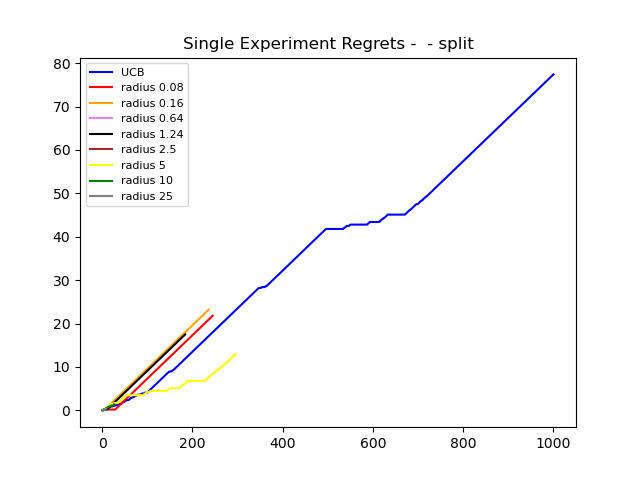 Single Experiment Regrets -  - split
UCB
radius 0.08
radius 0.16
radius 0.64
radius 1.24
radius 2.5
radius 5
radius 10
radius 25
80
70
60
50
40
30
20
10
0
0 200 400 600 800 1000